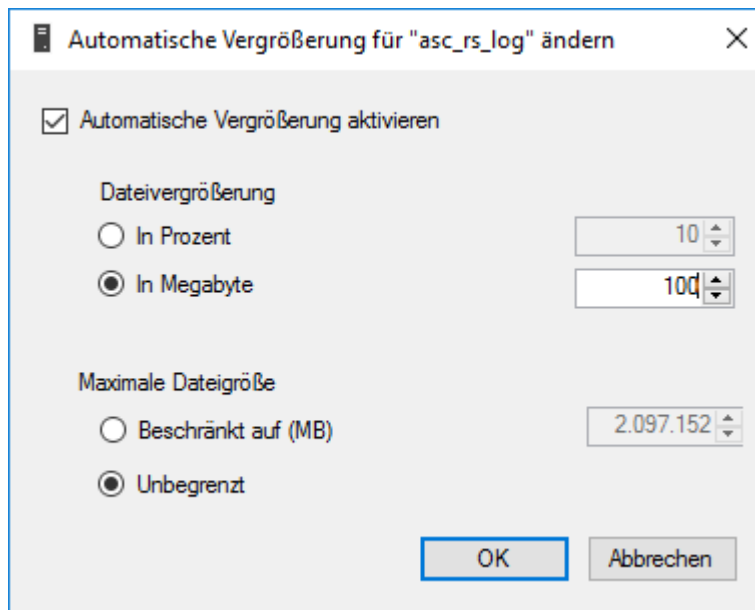 Automatische Vergrößerung für "asc_rs_log" ändern
Automatische Vergrößerung aktivieren
Dateivergrößerung
In Prozent 10
In Megabyte 100
Maximale Dateigröße
Beschränkt auf (MB) 2.097.152
Unbegrenzt
OK Abbrechen